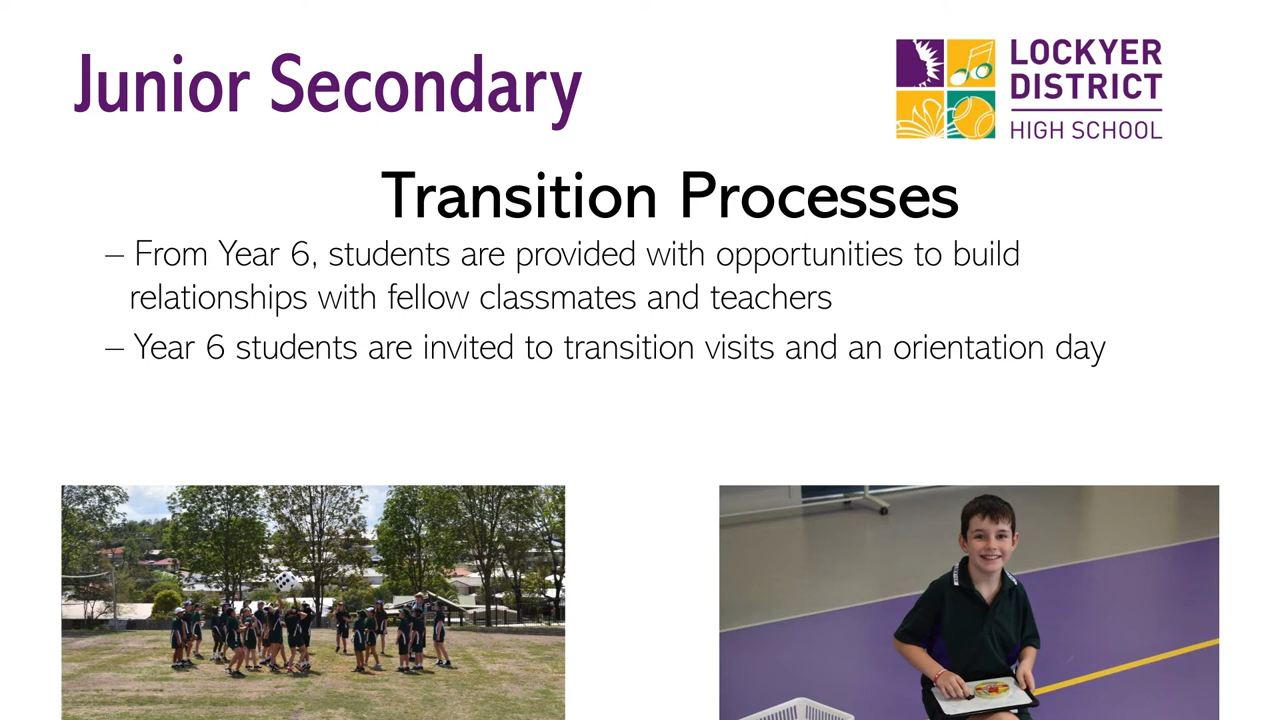 Junior Secondary
LOCKYER
DISTRICT
HIGH SCHOOL
Transition Processes
– From Year 6, students are provided with opportunities to build
relationships with fellow classmates and teachers
– Year 6 students are invited to transition visits and an orientation day